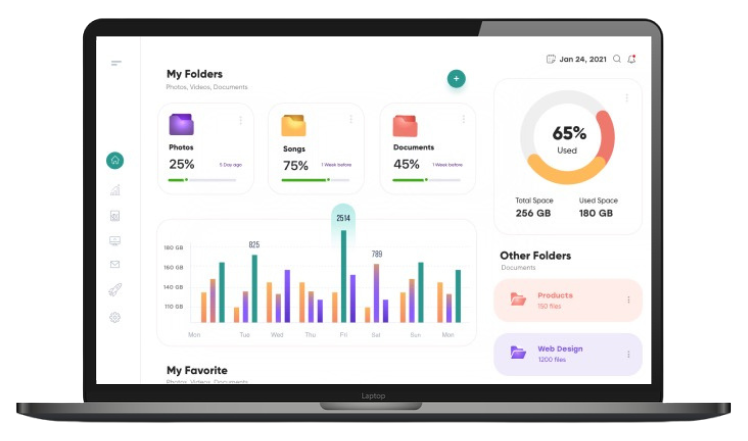 Jan 24, 2021
My Folders
Photos, Videos, Documents
+
Photos
25%
5 Day ago
Songs
75%
1 Week before
Documents
45%
1 Week before
65%
Used
Total Space
256 GB
Used Space
180 GB
2514
825
789
180 GB
160 GB
140 GB
110 GB
Mon Tue Wed Thu Fri Sat Sun Mon
Other Folders
Documents
Products
150 files
Web Design
1200 files
My Favorite
Photos, Videos, Documents
Laptop